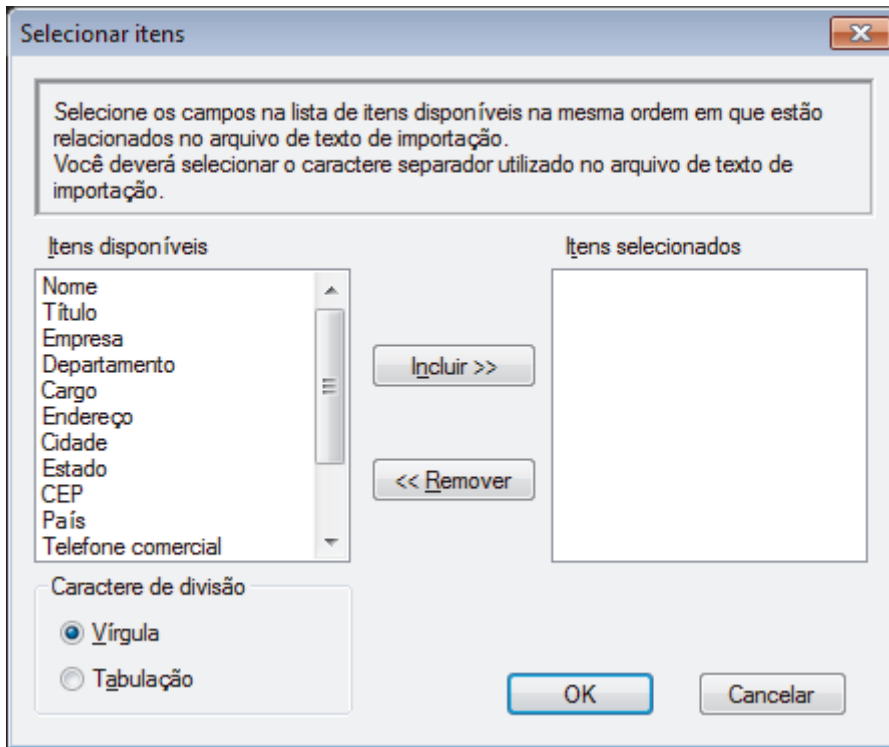 Selecionar itens
Selecione os campos na lista de itens disponíveis na mesma ordem em que estão
relacionados no arquivo de texto de importação.
Você deverá selecionar o caractere separador utilizado no arquivo de texto de
importação.
Itens disponíveis
Itens selecionados
Nome
Título
Empresa
Departamento
Cargo
Endereço
Cidade
Estado
CEP
País
Telefone comercial
Incluir >>
<< Remover
Caractere de divisão
Vírgula
Tabulação
OK
Cancelar